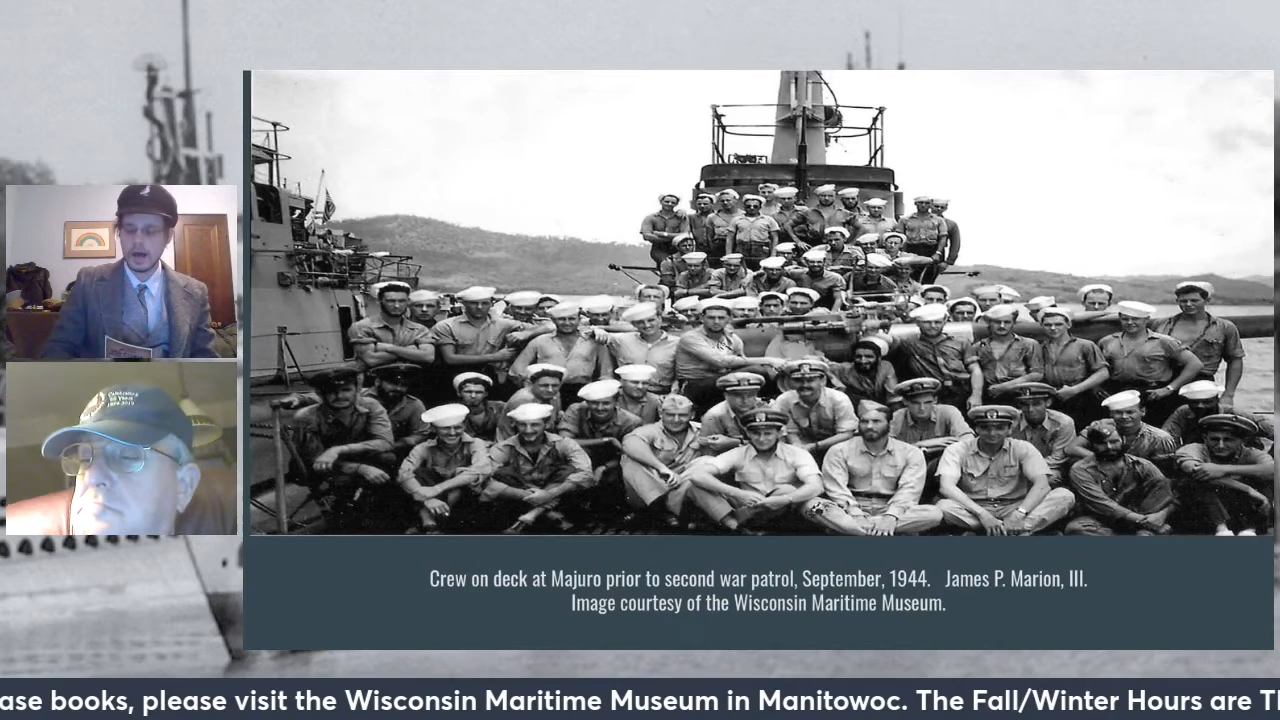 Crew on deck at Majuro prior to second war patrol, September, 1944. James P. Marion, III.
Image courtesy of the Wisconsin Maritime Museum.
ase books, please visit the Wisconsin Maritime Museum in Manitowoc. The Fall/Winter Hours are